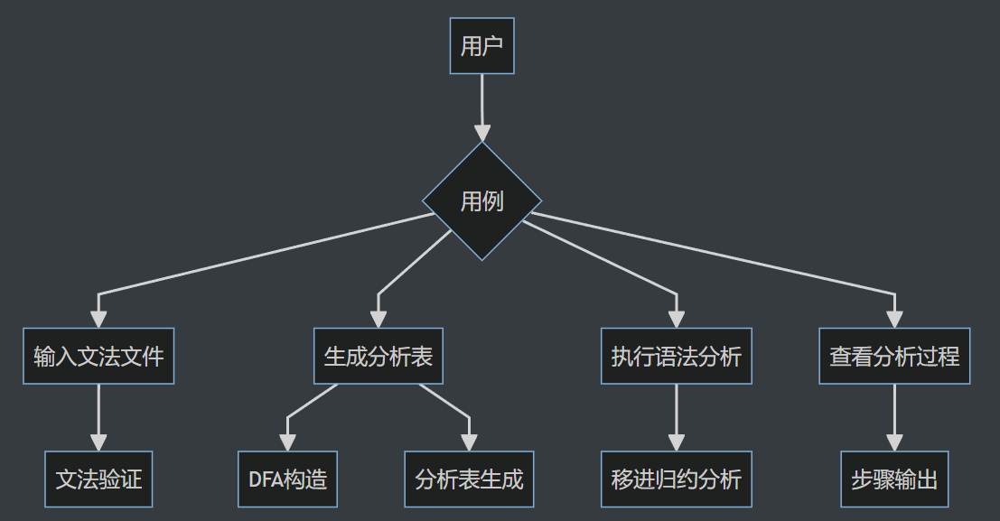 用户
用例
输入文法文件
生成分析表
执行语法分析
查看分析过程
文法验证
DFA构造
分析表生成
移进归约分析
步骤输出